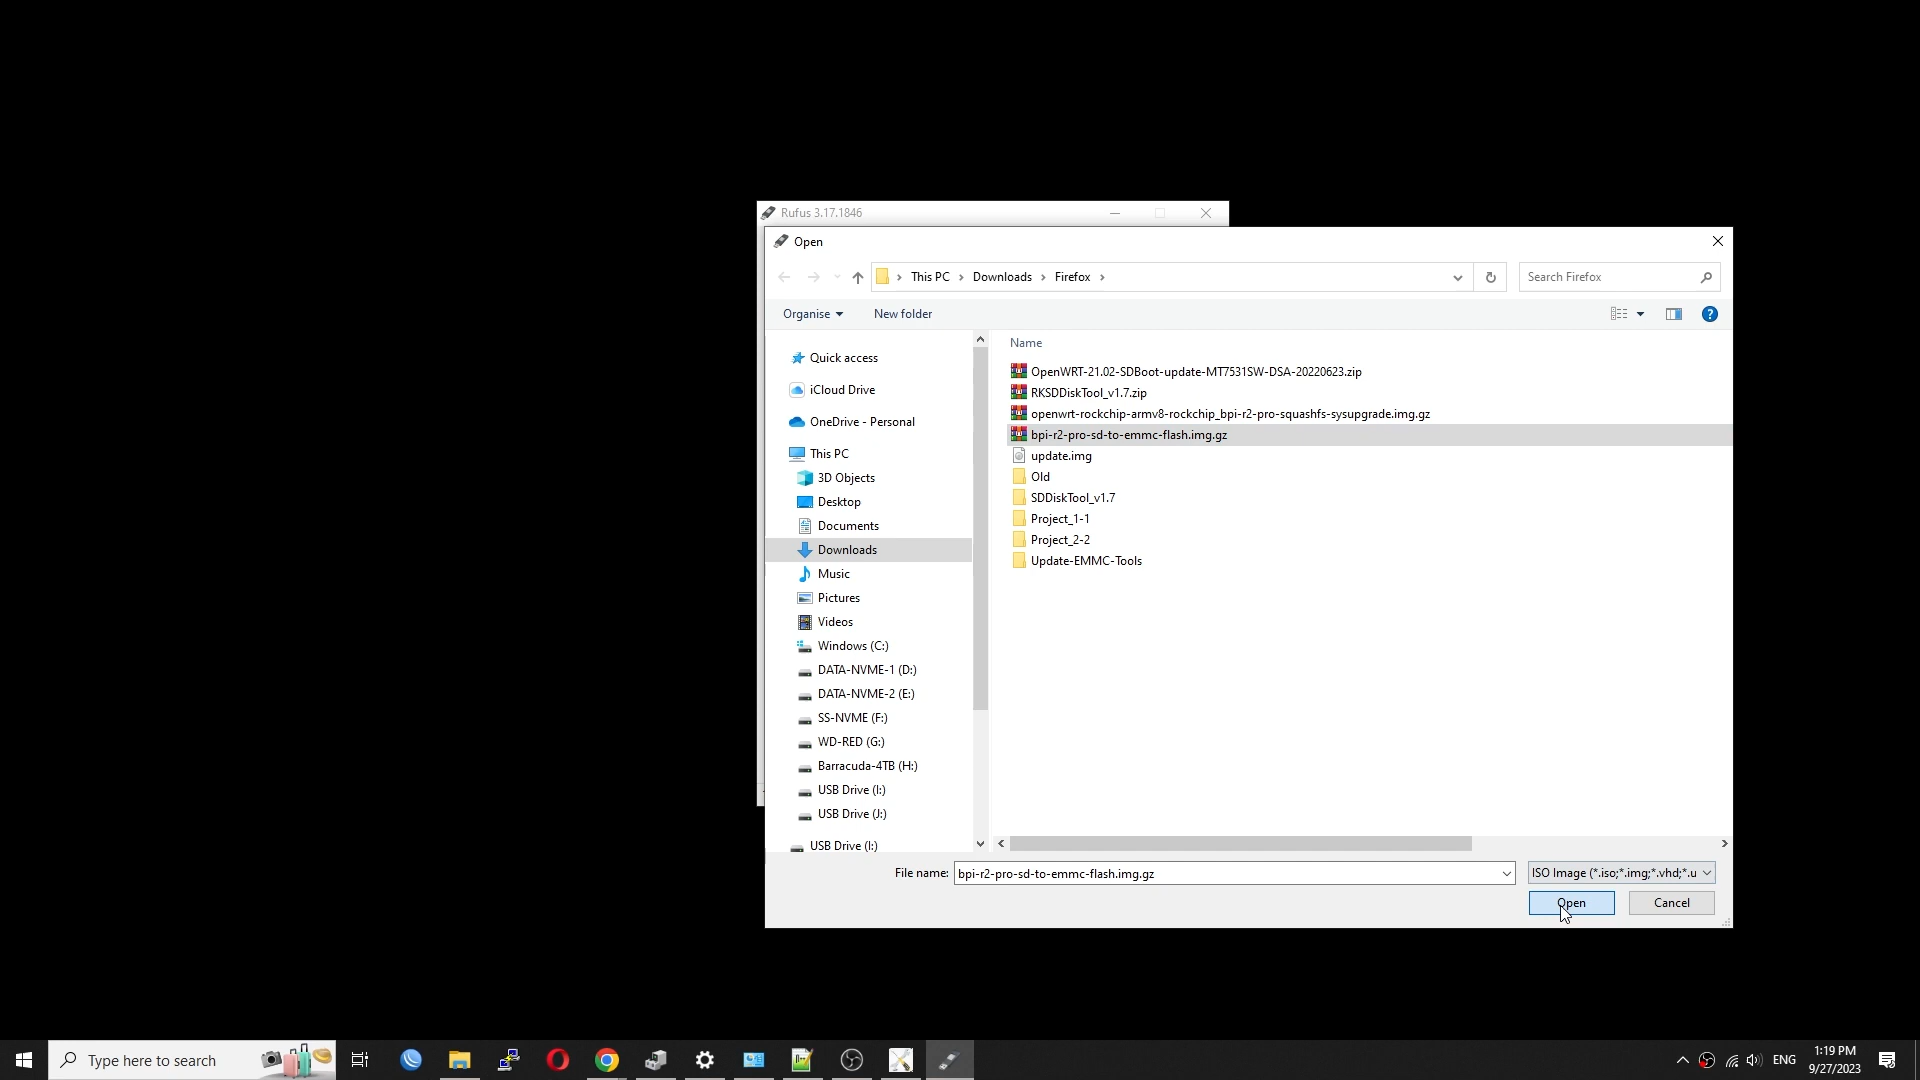 Rufus 3.17.1846
Open
This PC
Downloads
Firefox
Search Firefox
Organise
New folder
?
Quick access
iCloud Drive
OneDrive - Personal
This PC
3D Objects
Desktop
Documents
Downloads
Music
Pictures
Videos
Windows (C:)
DATA-NVME-1 (D:)
DATA-NVME-2 (E:)
SS-NVME (F:)
WD-RED (G:)
Barracuda-4TB (H:)
USB Drive (I:)
USB Drive (J:)
USB Drive (I:)
Name
OpenWRT-21.02-SDBoot-update-MT7531SW-DSA-20220623.zip
RKSDDiskTool_v1.7.zip
openwrt-rockchip-armv8-rockchip_bpi-r2-pro-squashfs-sysupgrade.img.gz
bpi-r2-pro-sd-to-emmc-flash.img.gz
update.img
Old
SDDiskTool_v1.7
Project_1-1
Project_2-2
Update-EMMC-Tools
File name: bpi-r2-pro-sd-to-emmc-flash.img.gz
ISO Image (*.iso;*.img;*.vhd;*.u
Open
Cancel
Type here to search
ENG
1:19 PM
9/27/2023